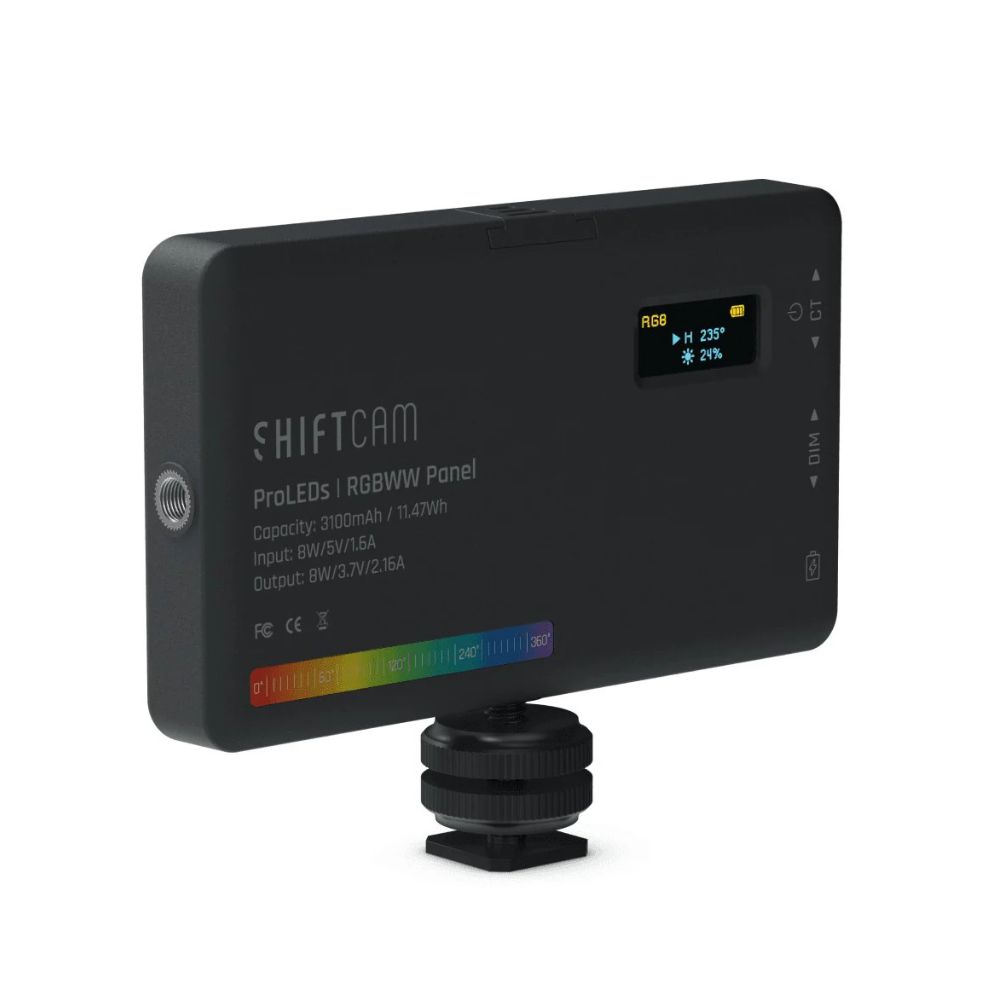 RGB
H 235°
24%
CT
DIM
SHIFTCAM
ProLEDs | RGBWW Panel
Capacity: 3100mAh / 11.47Wh
Input: 8W/5V/1.6A
Output: 8W/3.7V/2.16A
FC CE
0° 60° 120° 240° 360°